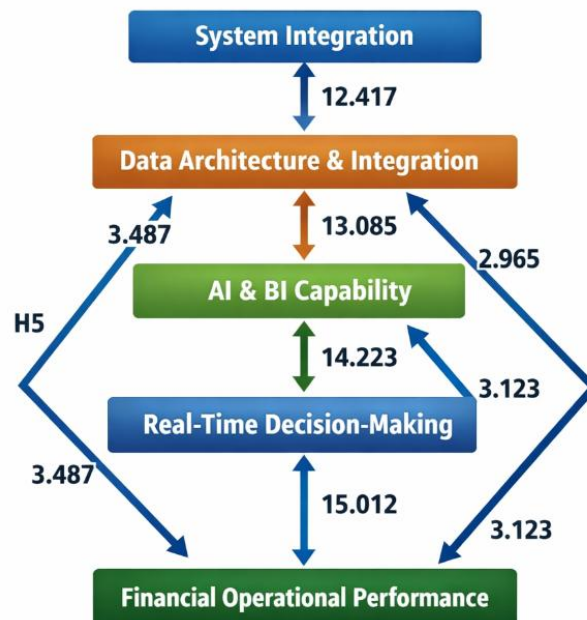 System Integration
12.417
Data Architecture & Integration
3.487
13.085
2.965
AI & BI Capability
H5
14.223
3.123
Real-Time Decision-Making
3.487
15.012
3.123
Financial Operational Performance